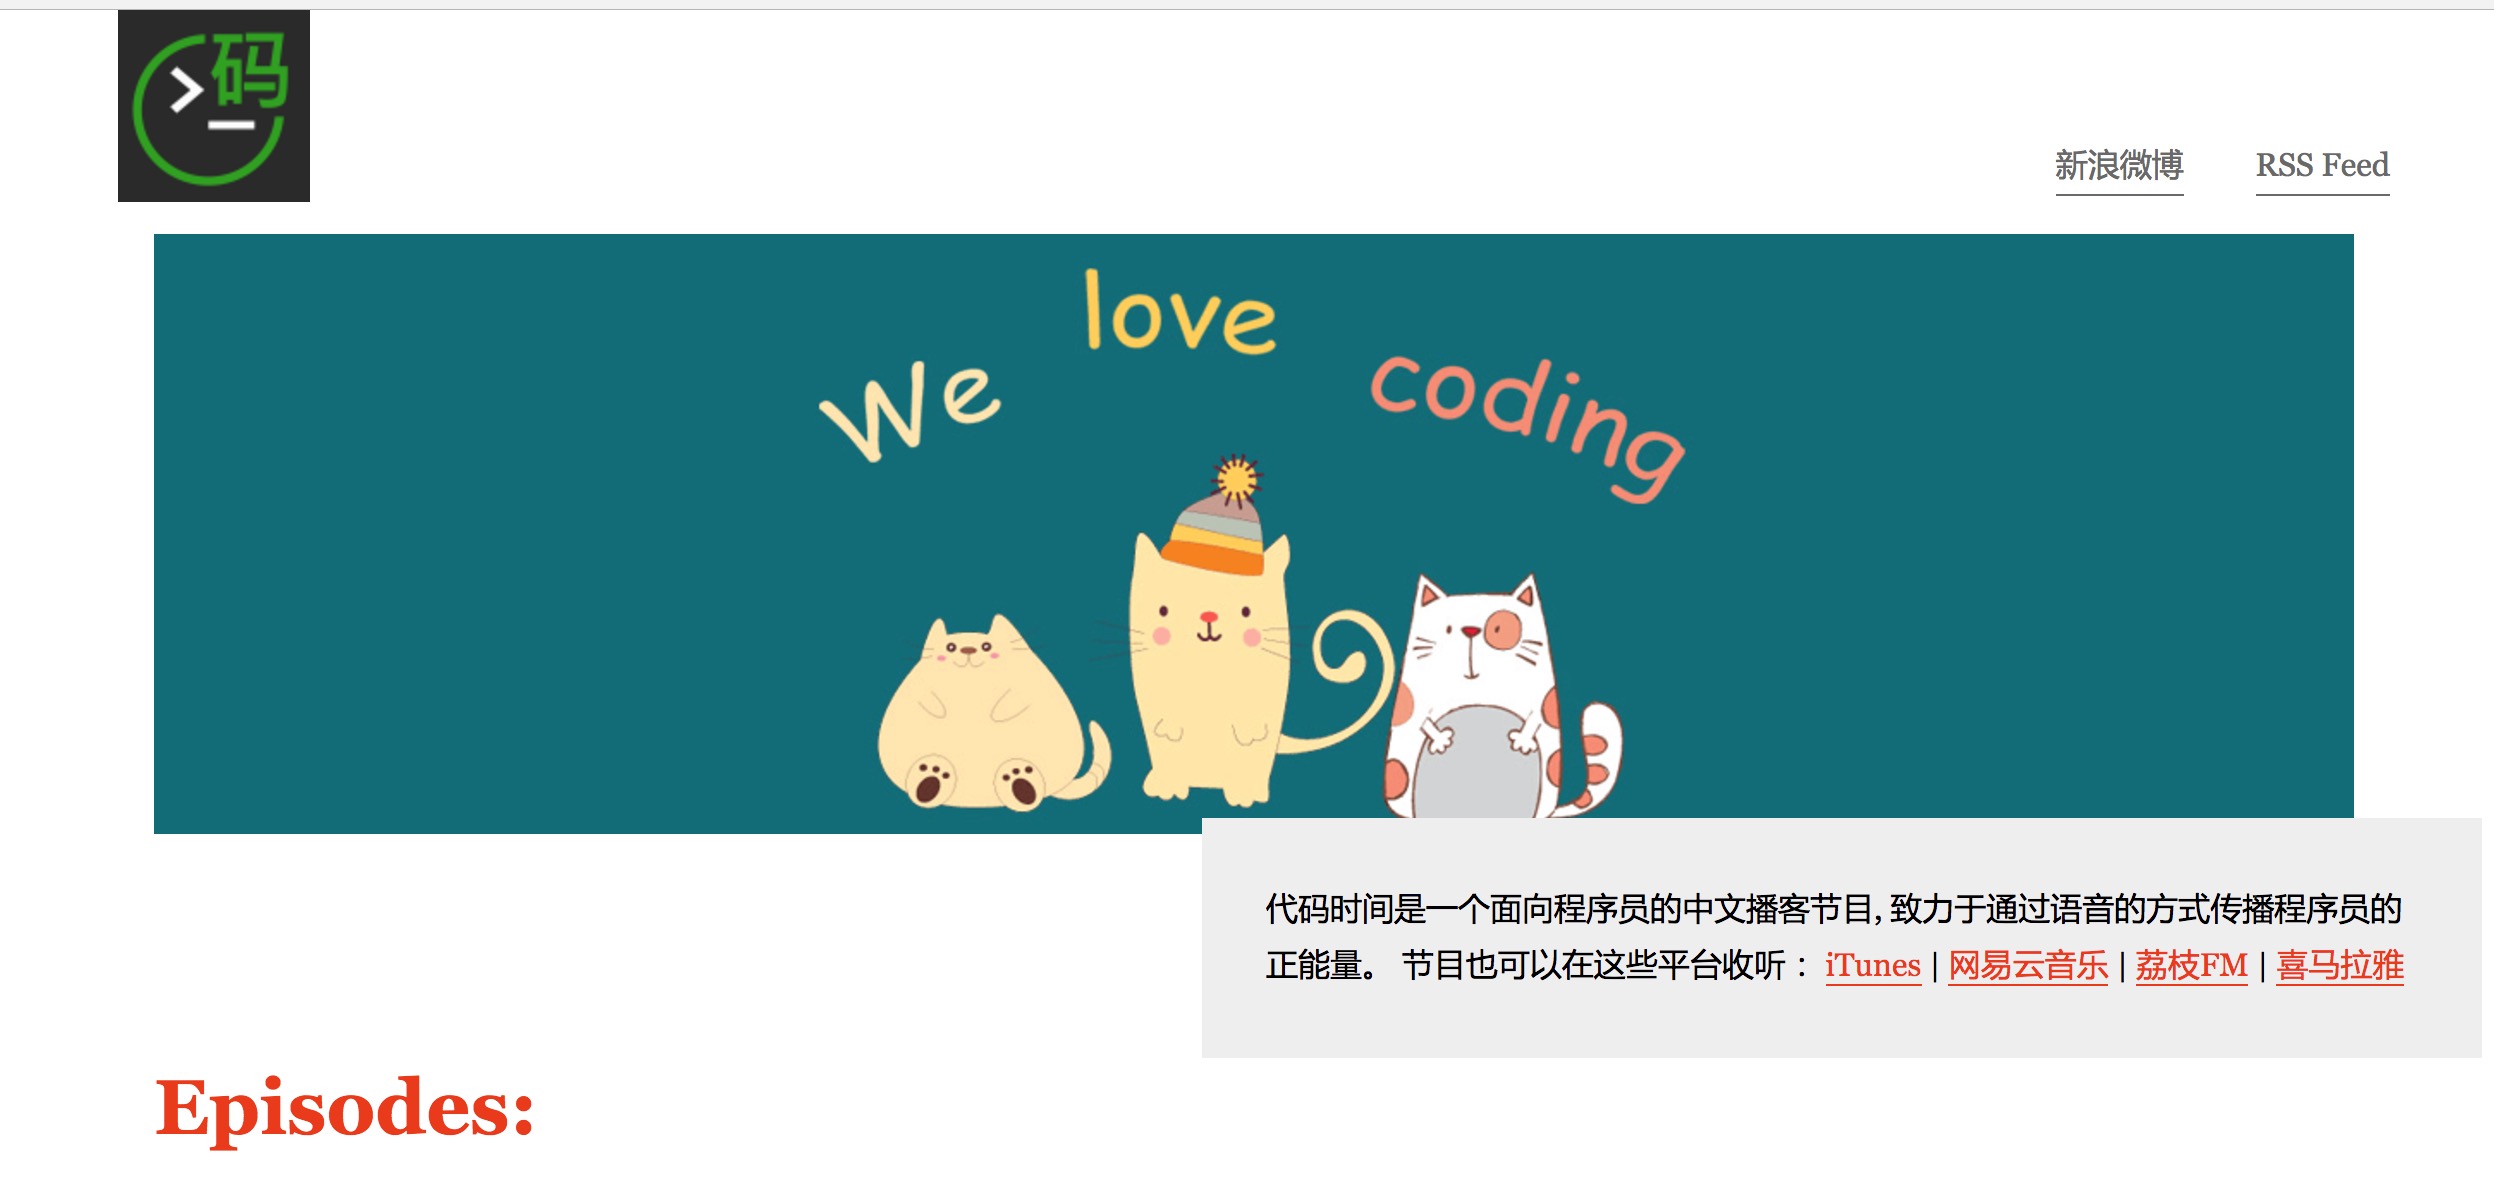 码
新浪微博 RSS Feed
We love coding
代码时间是一个面向程序员的中文播客节目, 致力于通过语音的方式传播程序员的
正能量。 节目也可以在这些平台收听： iTunes | 网易云音乐 | 荔枝FM | 喜马拉雅
Episodes: